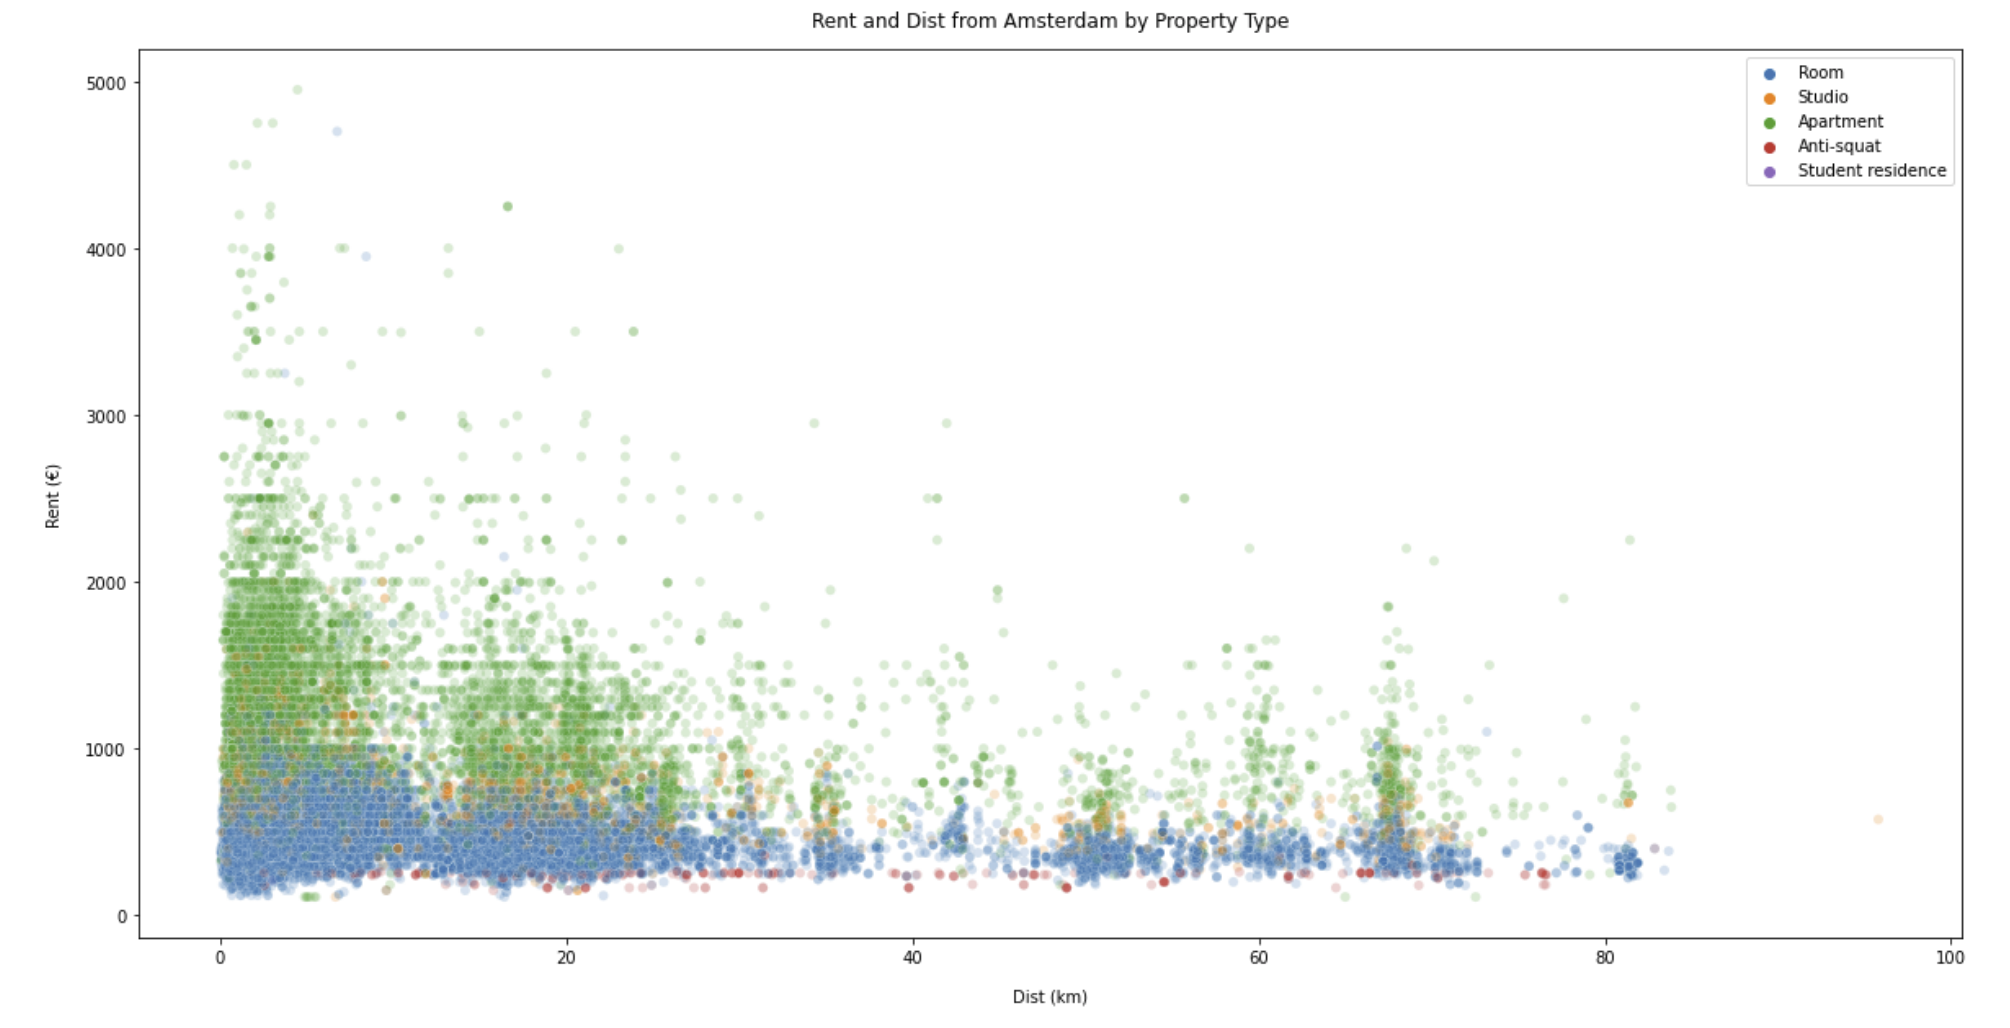 Rent and Dist from Amsterdam by Property Type
Room
Studio
Apartment
Anti-squat
Student residence
5000
4000
3000
2000
1000
0
Rent (€)
0 20 40 60 80 100
Dist (km)